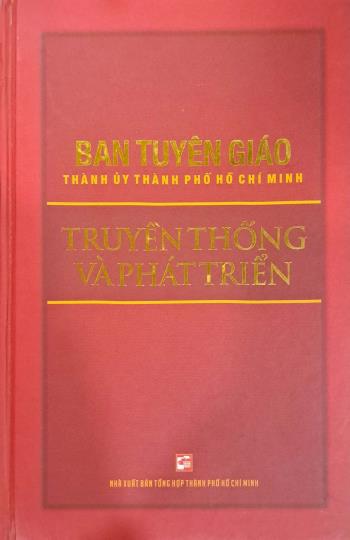 BAN TUYÊN GIÁO
THÀNH ỦY THÀNH PHỐ HỒ CHÍ MINH
TRUYỀN THỐNG
VÀ PHÁT TRIỂN
NHÀ XUẤT BẢN TỔNG HỢP THÀNH PHỐ HỒ CHÍ MINH